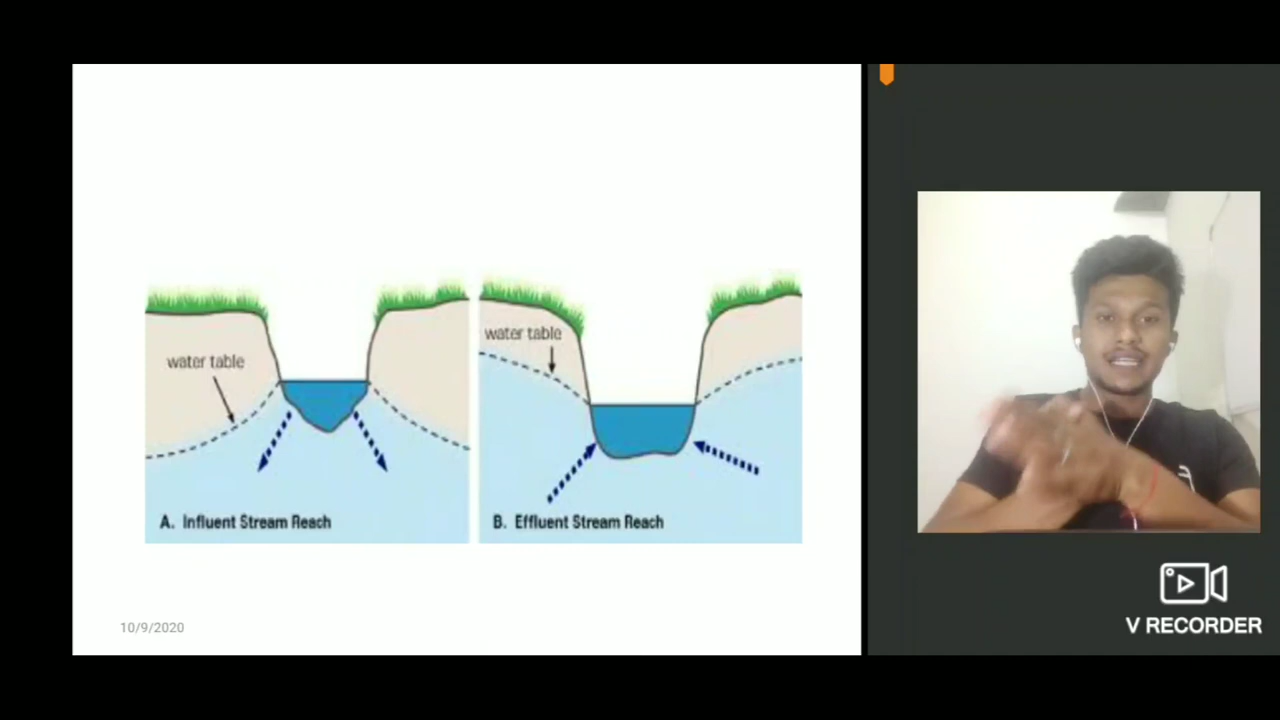 water table
A. Influent Stream Reach
water table
B. Effluent Stream Reach
10/9/2020
V RECORDER